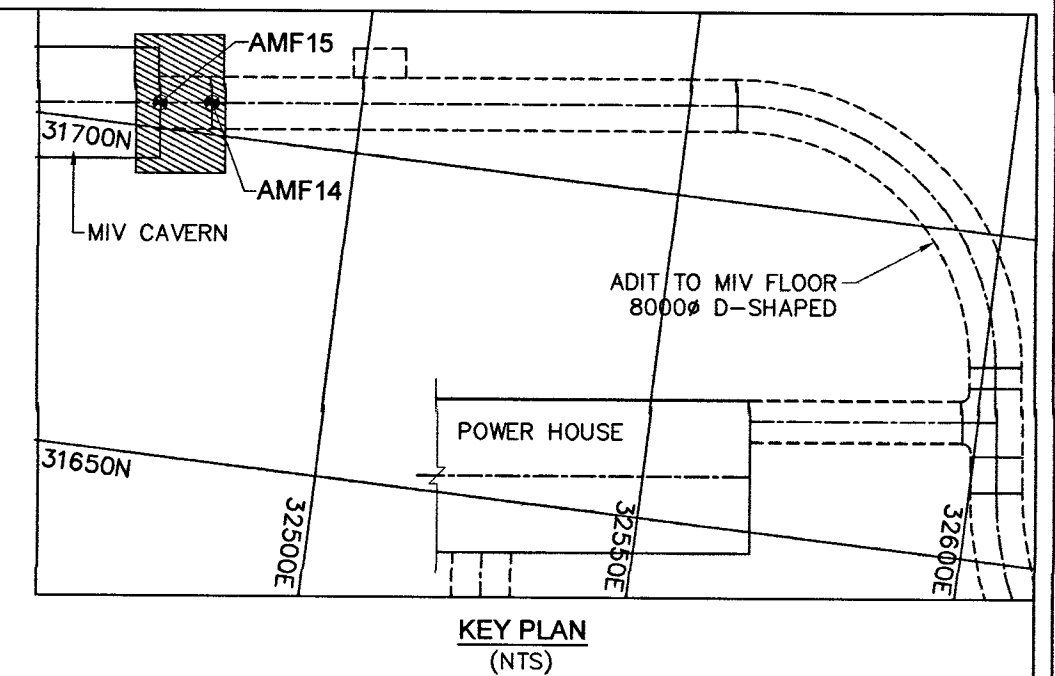 AMF15
31700N
AMF14
MIV CAVERN
ADIT TO MIV FLOOR
8000ø D-SHAPED
POWER HOUSE
31650N
32500E
32550E
32600E
KEY PLAN
(NTS)